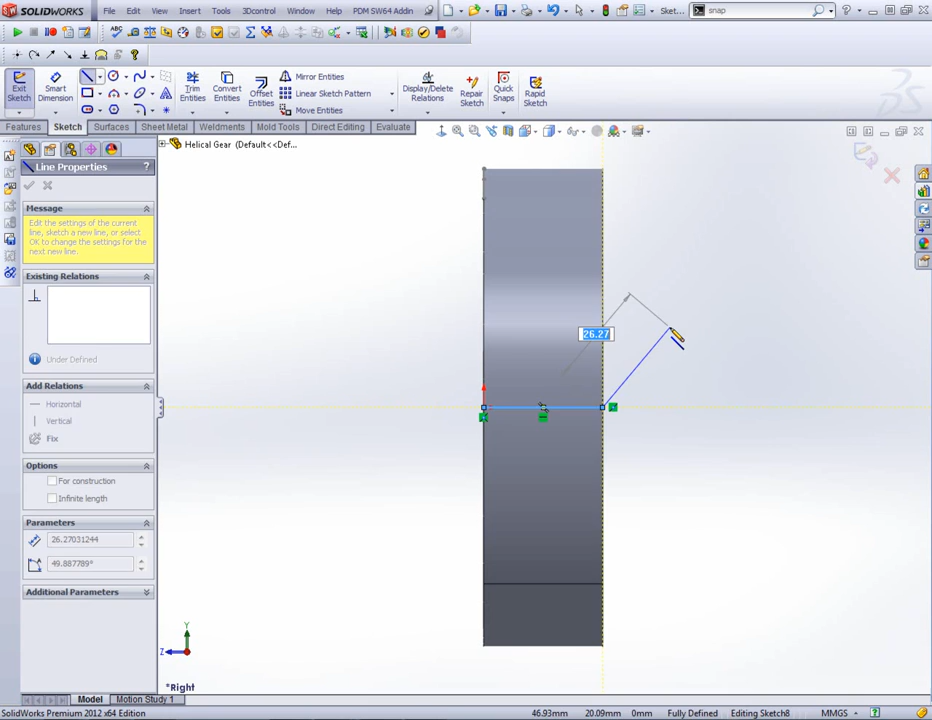 SOLIDWORKS File Edit View Insert Tools 3Dcontrol Window Help PDM SW64 Addin Sket... snap
Exit Sketch
Smart Dimension
Trim Entities
Convert Entities
Offset Entities
Mirror Entities
Linear Sketch Pattern
Move Entities
Display/Delete Relations
Repair Sketch
Quick Snaps
Rapid Sketch
Features Sketch Surfaces Sheet Metal Weldments Mold Tools Direct Editing Evaluate
Helical Gear (Default<<Def...
Line Properties ?
Message
Edit the settings of the current line, sketch a new line, or select OK to change the settings for the next new line.
Existing Relations
Under Defined
Add Relations
Horizontal
Vertical
Fix
Options
For construction
Infinite length
Parameters
26.27031244
49.887789°
Additional Parameters
26.27
Y
Z
*Right
Model Motion Study 1
SolidWorks Premium 2012 x64 Edition 46.93mm 20.09mm 0mm Fully Defined Editing Sketch8 MMGS